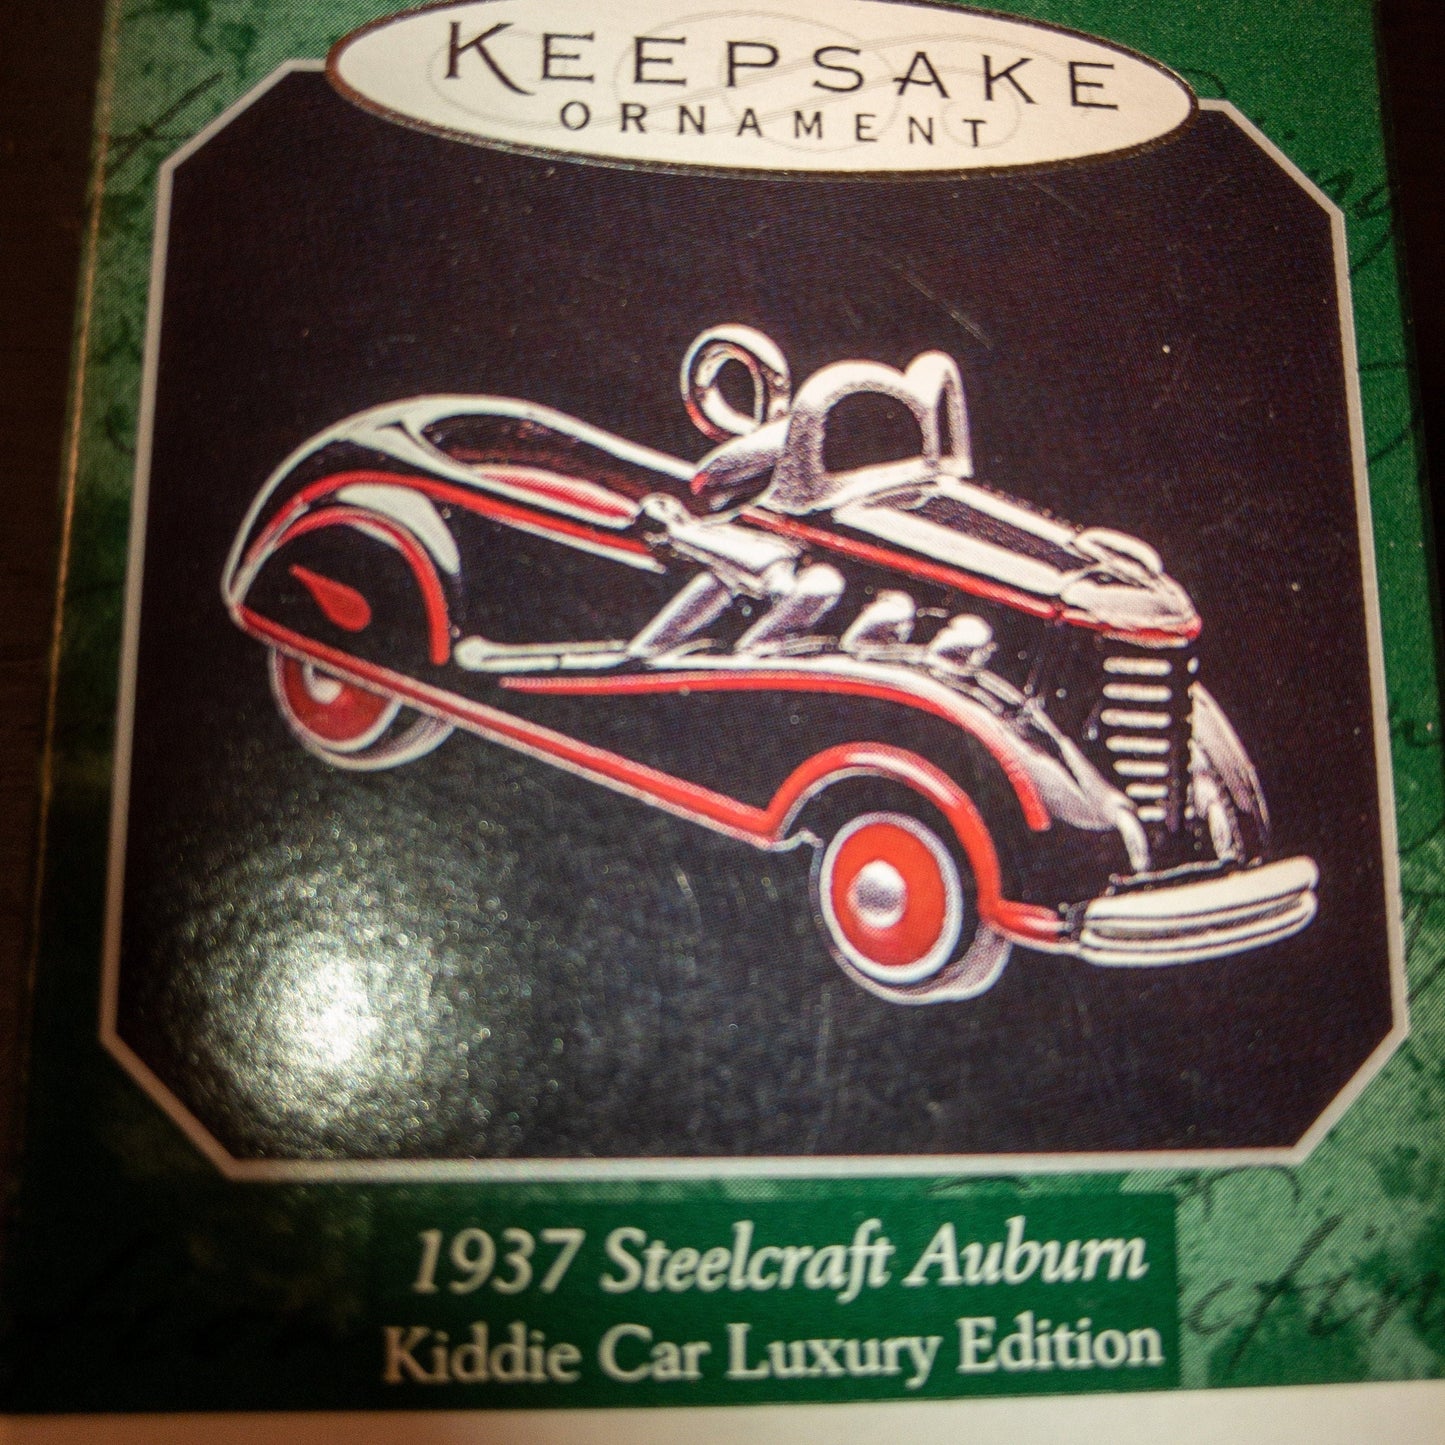 KEEPSAKE
ORNAMENT
1937 Steelcraft Auburn
Kiddie Car Luxury Edition